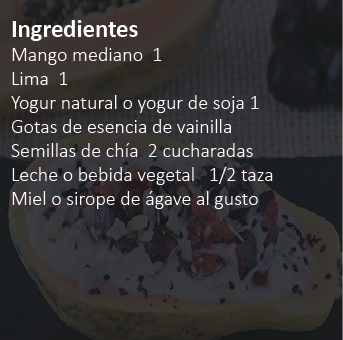 Ingredientes
Mango mediano 1
Lima 1
Yogur natural o yogur de soja 1
Gotas de esencia de vainilla
Semillas de chía 2 cucharadas
Leche o bebida vegetal 1/2 taza
Miel o sirope de ágave al gusto